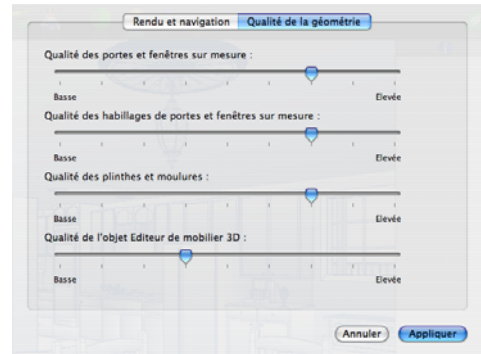 Rendu et navigation Qualité de la géométrie
Qualité des portes et fenêtres sur mesure :
Basse Elevée
Qualité des habillages de portes et fenêtres sur mesure :
Basse Elevée
Qualité des plinthes et moulures :
Basse Elevée
Qualité de l'objet Editeur de mobilier 3D :
Basse Elevée
Annuler Appliquer